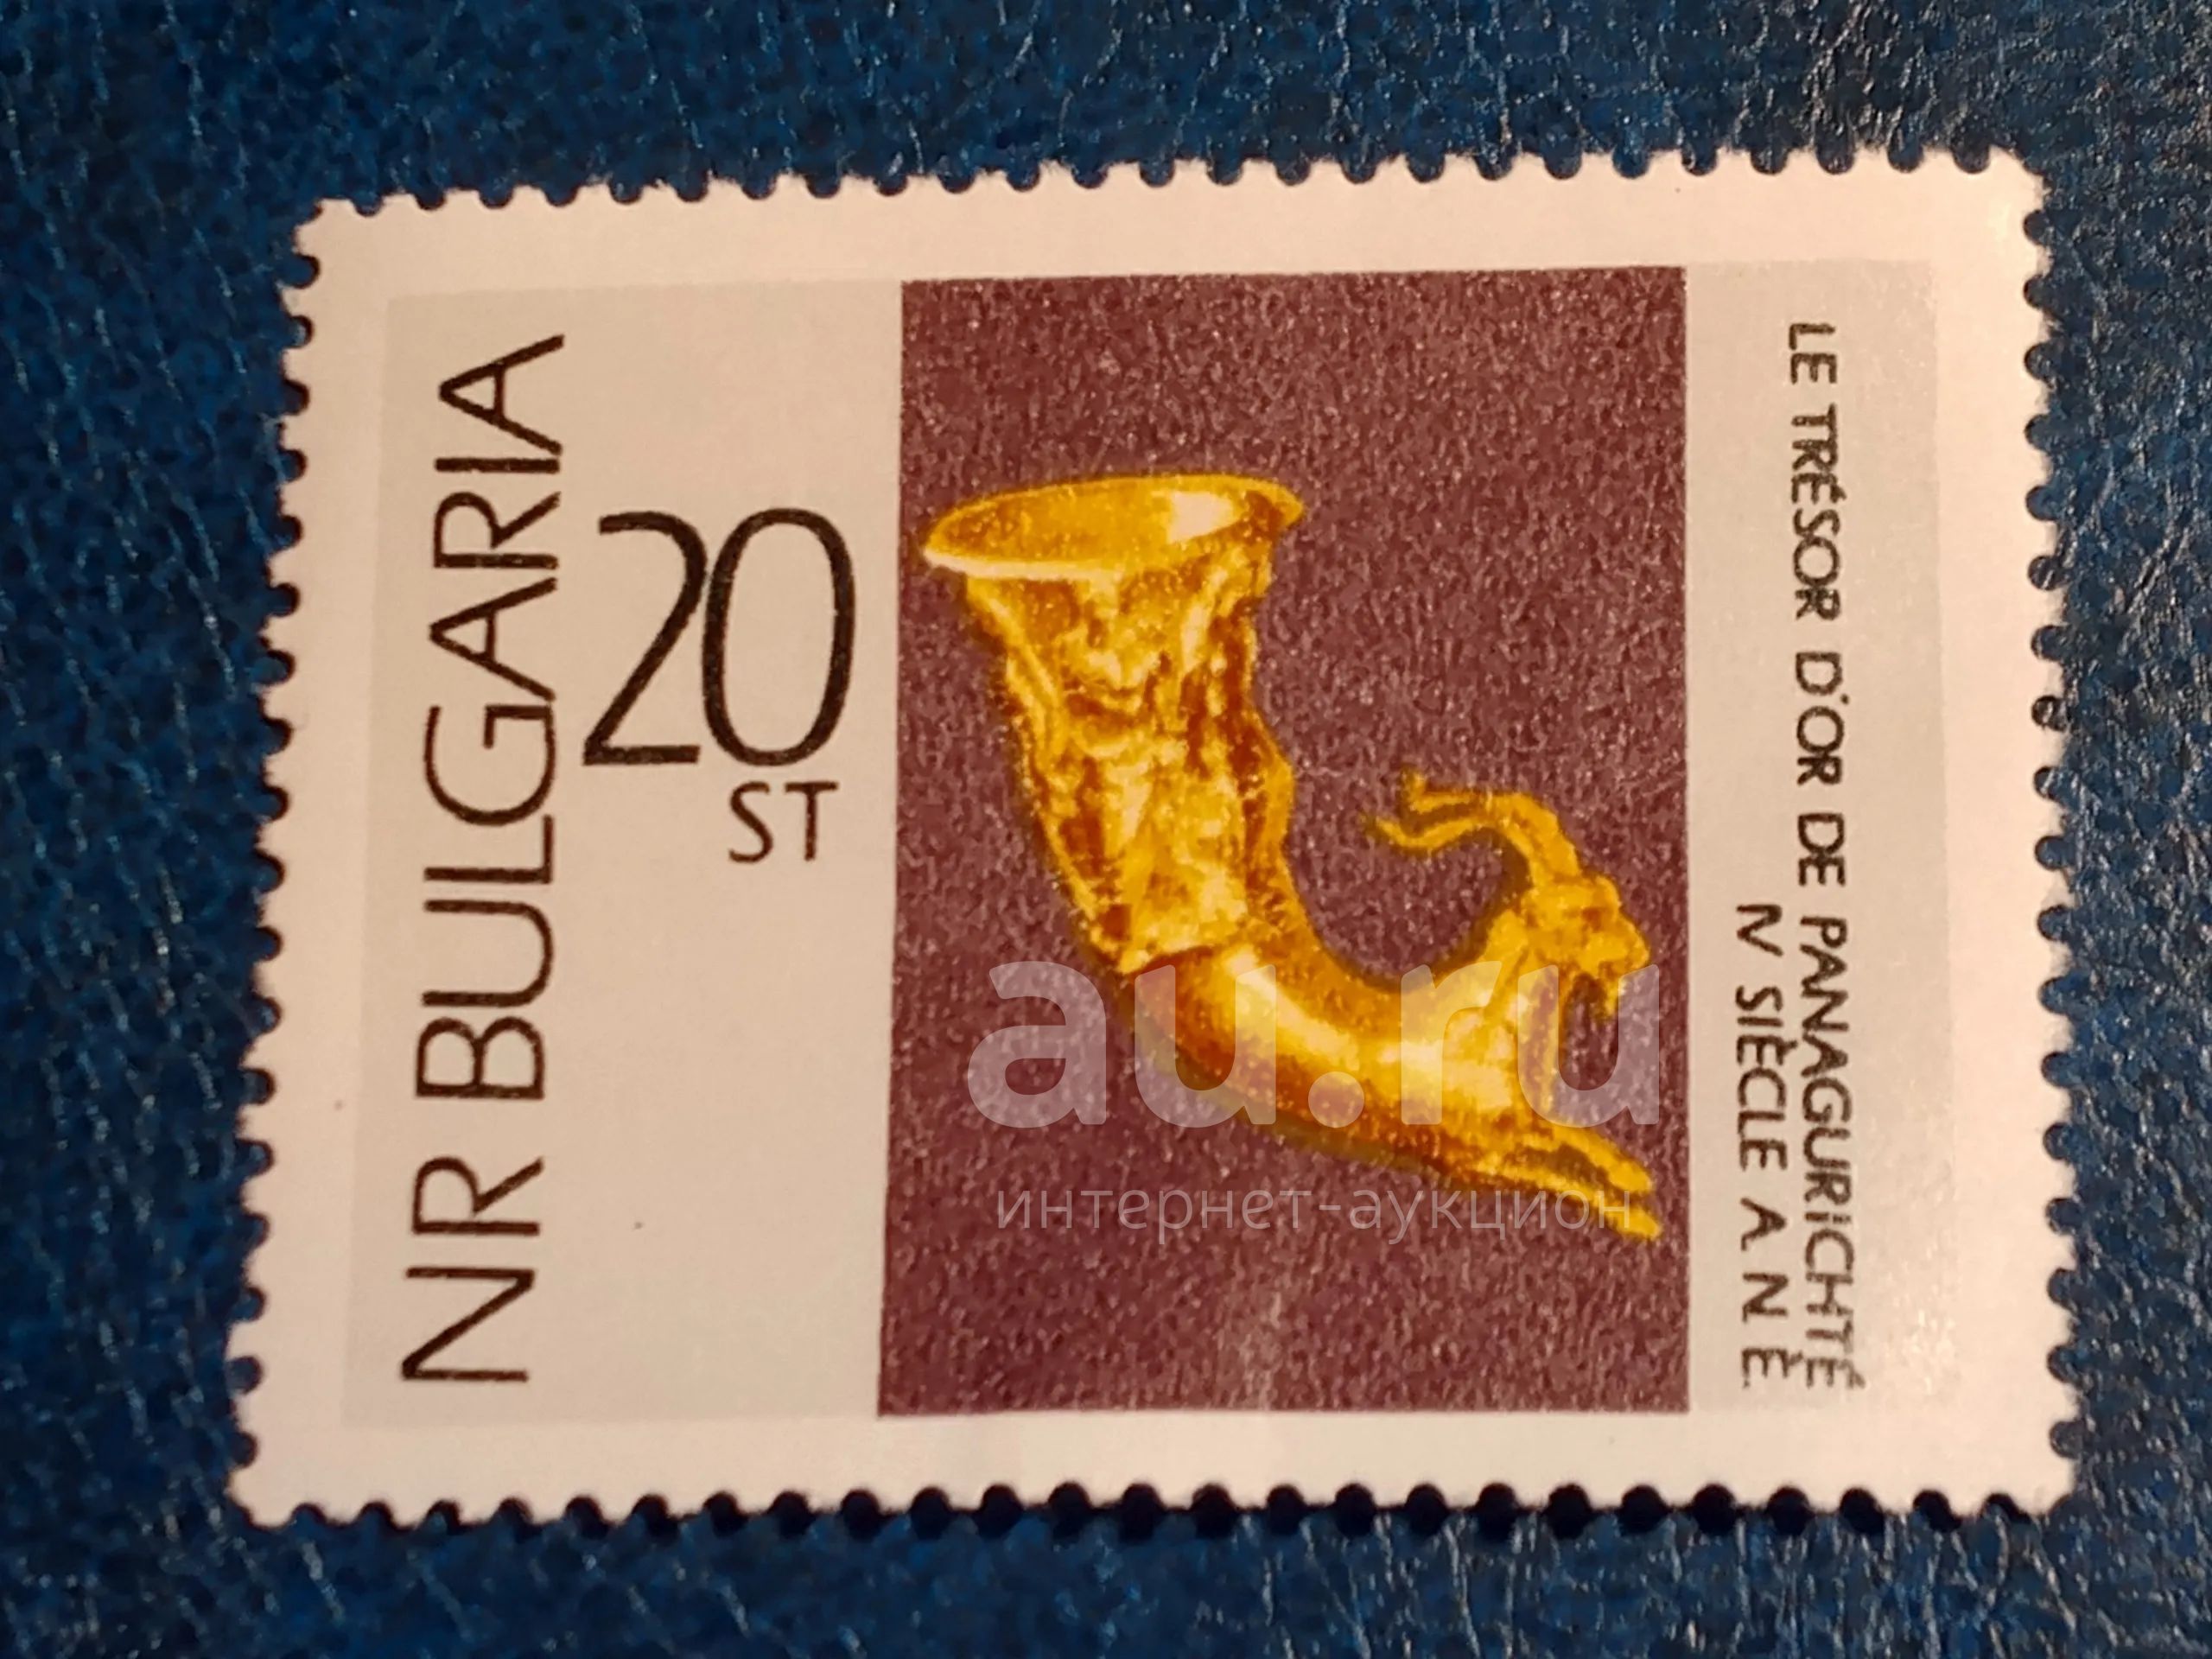 NR BULGARIA
20
ST
LE TRÉSOR D'OR DE PANAGURICHTÉ
IV SIÈCLE A N È
au.ru
интернет-аукцион